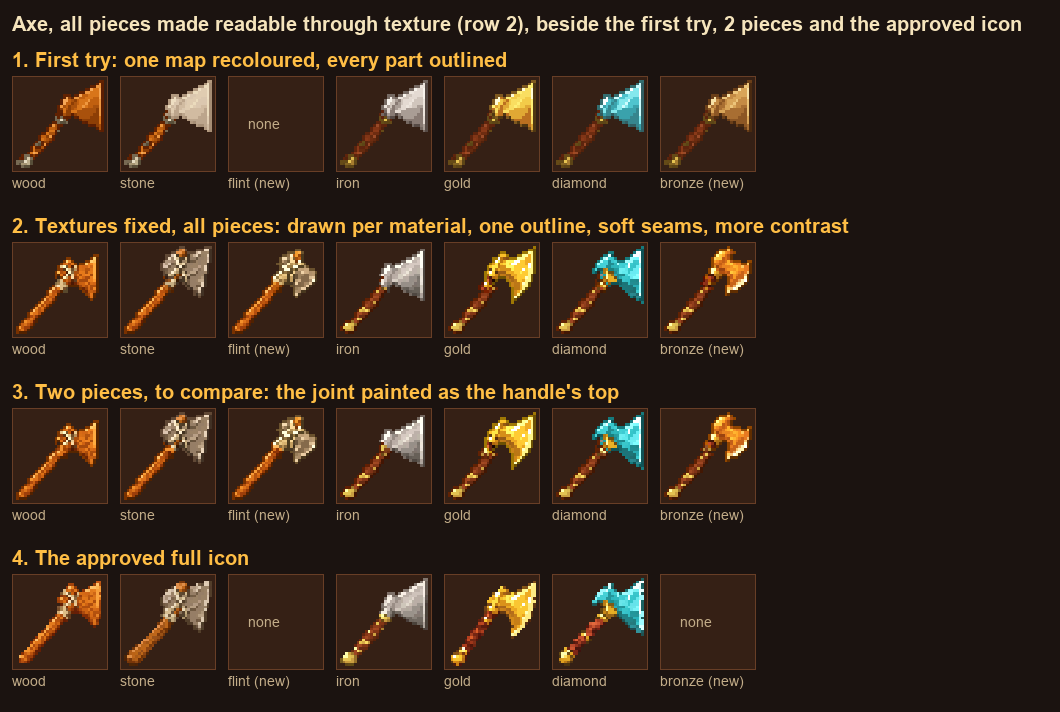 Axe, all pieces made readable through texture (row 2), beside the first try, 2 pieces and the approved icon
1. First try: one map recoloured, every part outlined
none
wood stone flint (new) iron gold diamond bronze (new)
2. Textures fixed, all pieces: drawn per material, one outline, soft seams, more contrast
wood stone flint (new) iron gold diamond bronze (new)
3. Two pieces, to compare: the joint painted as the handle's top
wood stone flint (new) iron gold diamond bronze (new)
4. The approved full icon
none none
wood stone flint (new) iron gold diamond bronze (new)